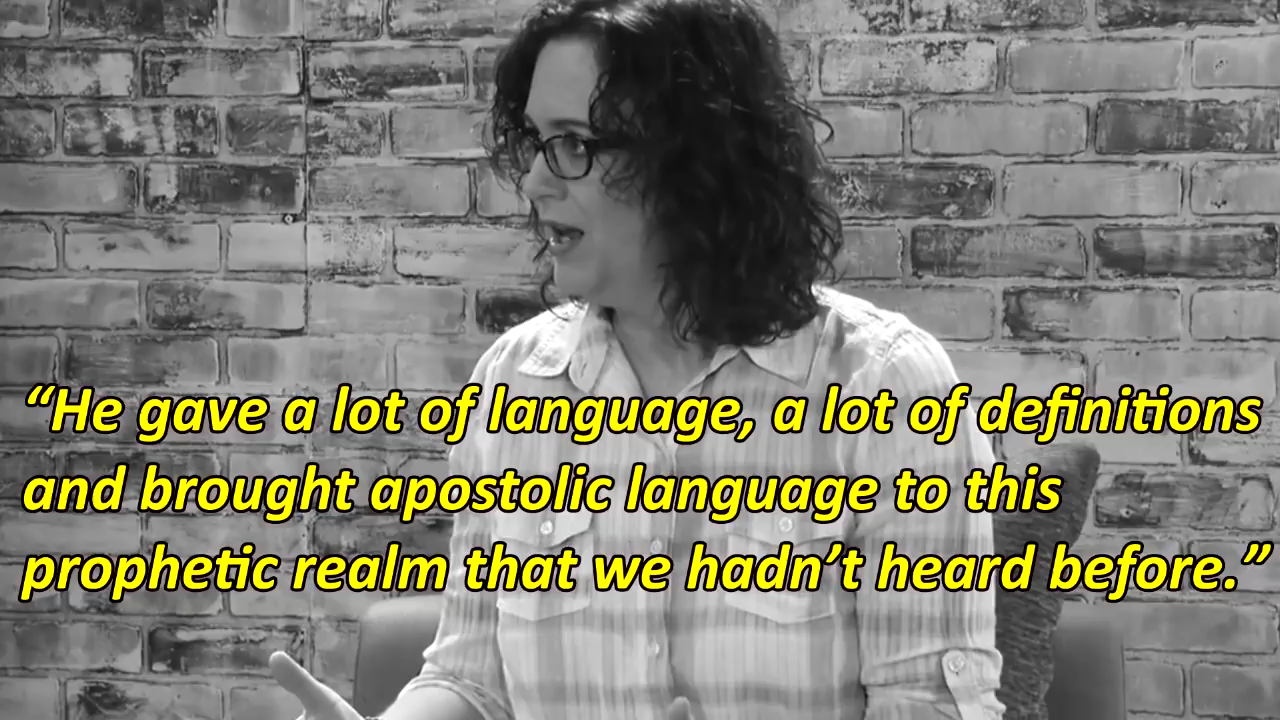 “He gave a lot of language, a lot of definitions
and brought apostolic language to this
prophetic realm that we hadn’t heard before.”